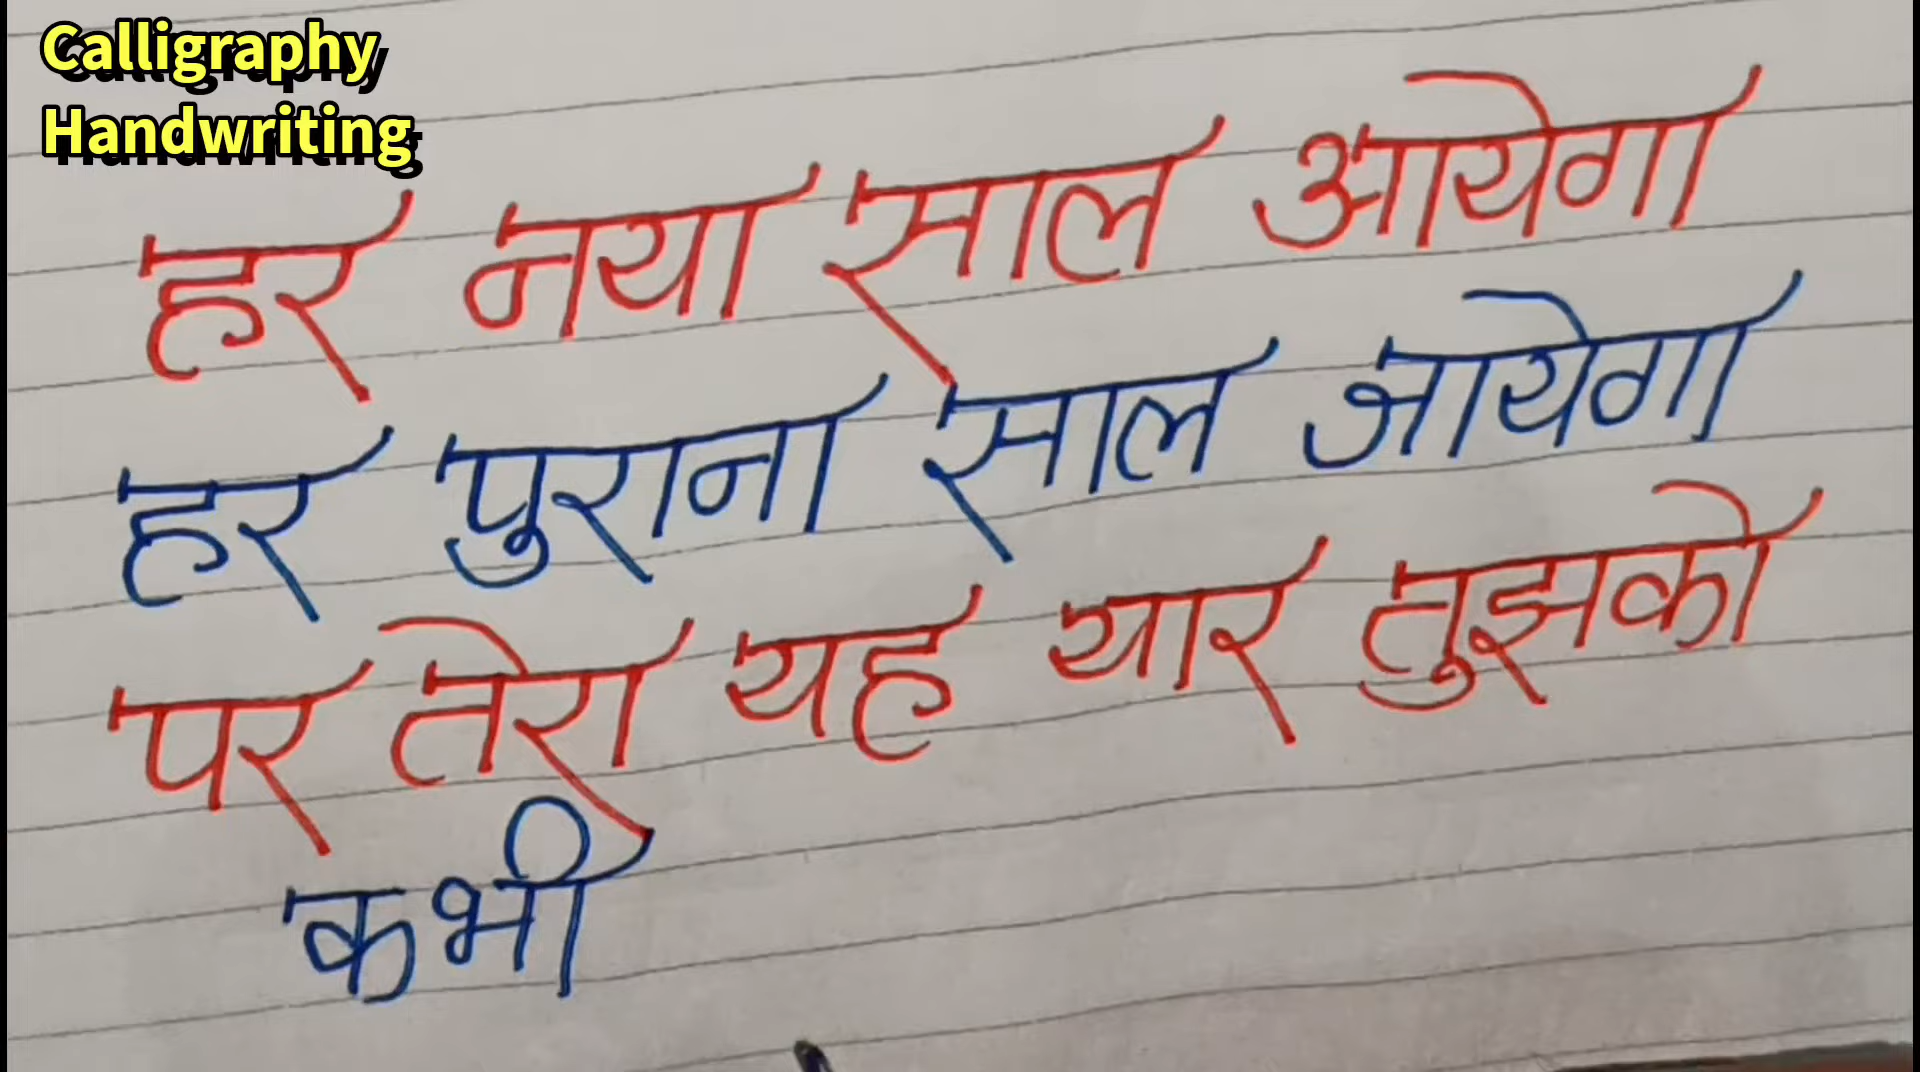 Calligraphy
Handwriting
हर नया साल आयेगा
हर पुराना साल जायेगा
पर तेरा यह यार तुझको
कभी